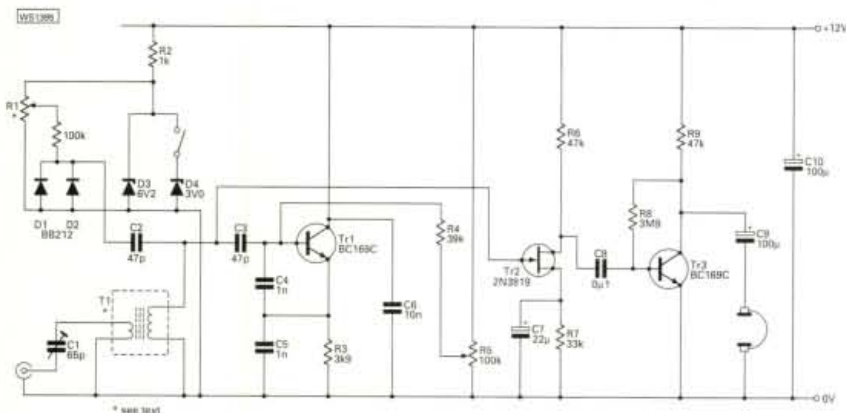 WS1385
+12V
R2
1k
R1
*
100k
R6
47k
R9
47k
C10
100μ
D3
6V2
D4
3V0
D1
D2
BB212
C2
47p
C3
47p
Tr1
BC169C
R4
39k
R8
3M9
C9
100μ
Tr2
2N3819
C8
0μ1
Tr3
BC169C
T1
*
C4
1n
C6
10n
C1
65p
C5
1n
R3
3k9
R5
100k
C7
22μ
R7
33k
0V
* see text